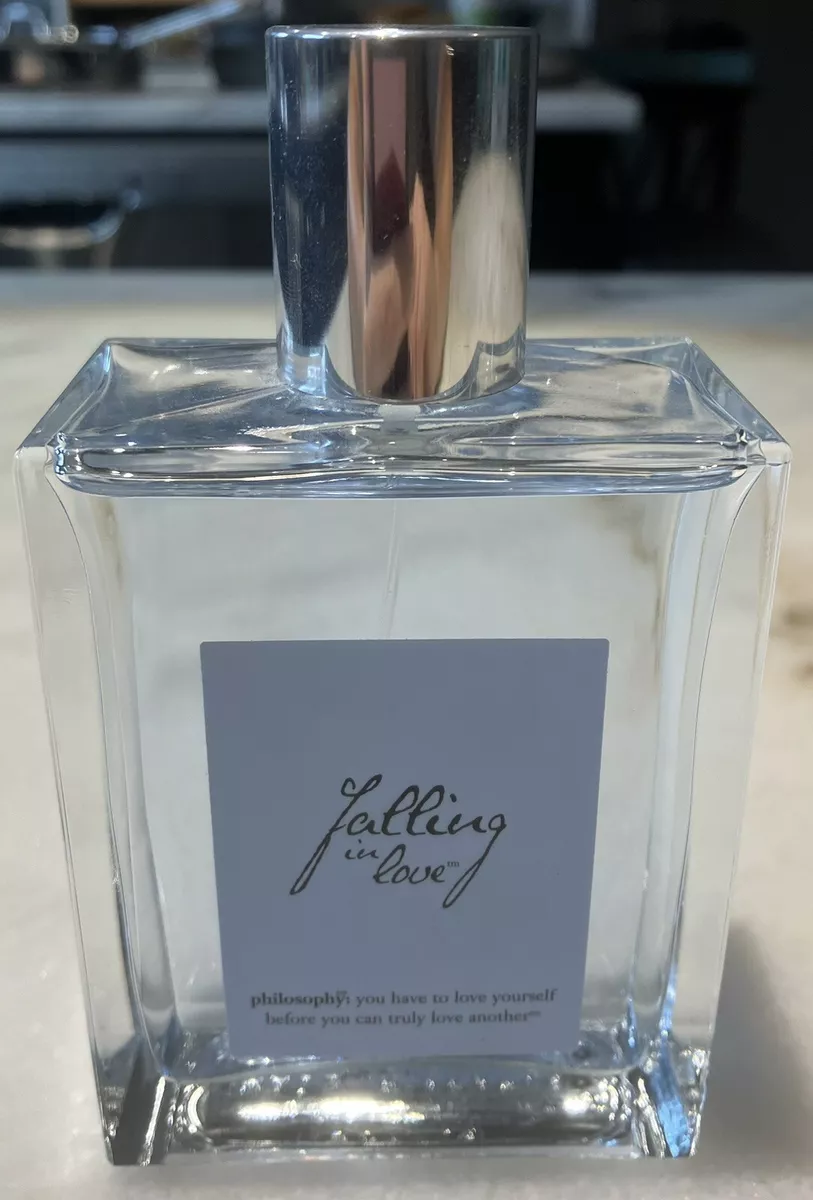 falling
in love™
philosophy: you have to love yourself
before you can truly love another℠